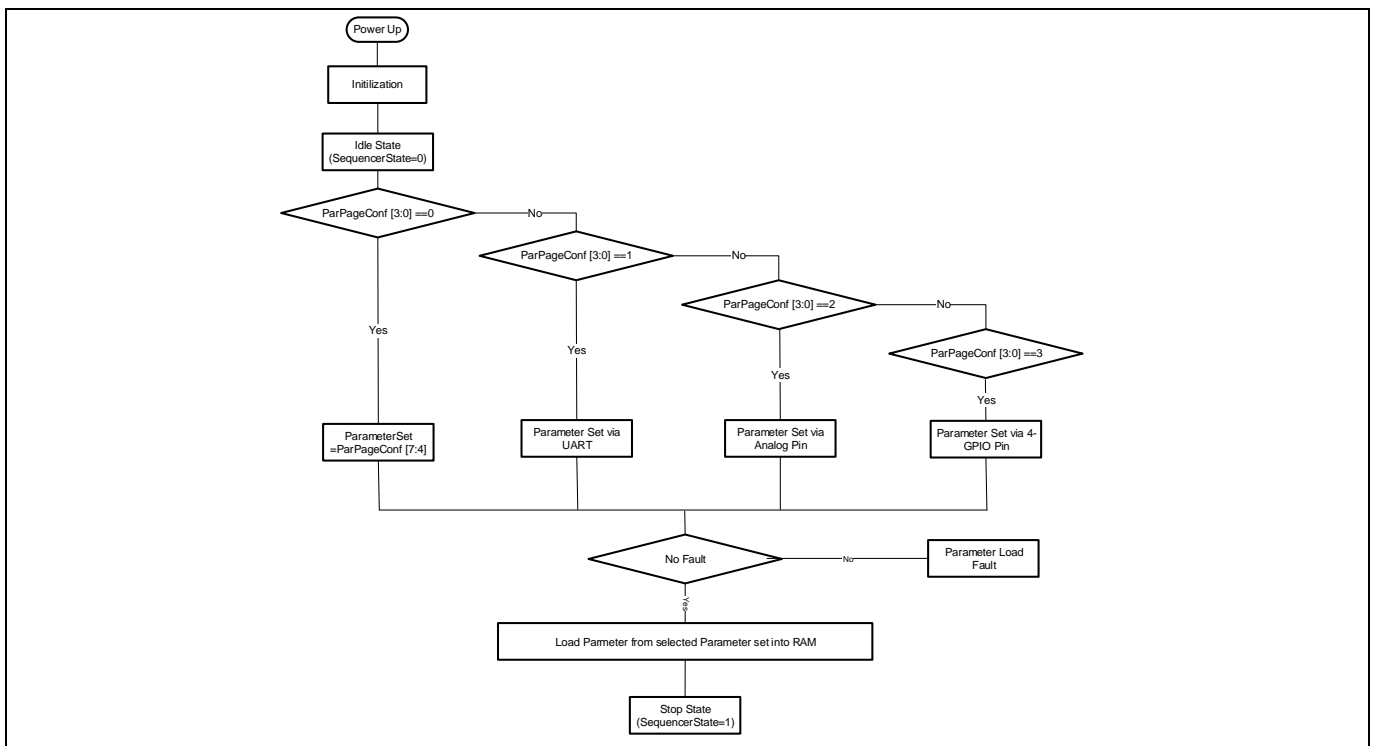 Power Up
Initilization
Idle State
(SequencerState=0)
ParPageConf [3:0] ==0
No
ParPageConf [3:0] ==1
No
ParPageConf [3:0] ==2
No
ParPageConf [3:0] ==3
Yes
Yes
Yes
Yes
ParameterSet
=ParPageConf [7:4]
Parameter Set via
UART
Parameter Set via
Analog Pin
Parameter Set via 4-
GPIO Pin
No Fault
No
Parameter Load
Fault
Yes
Load Parmeter from selected Parameter set into RAM
Stop State
(SequencerState=1)